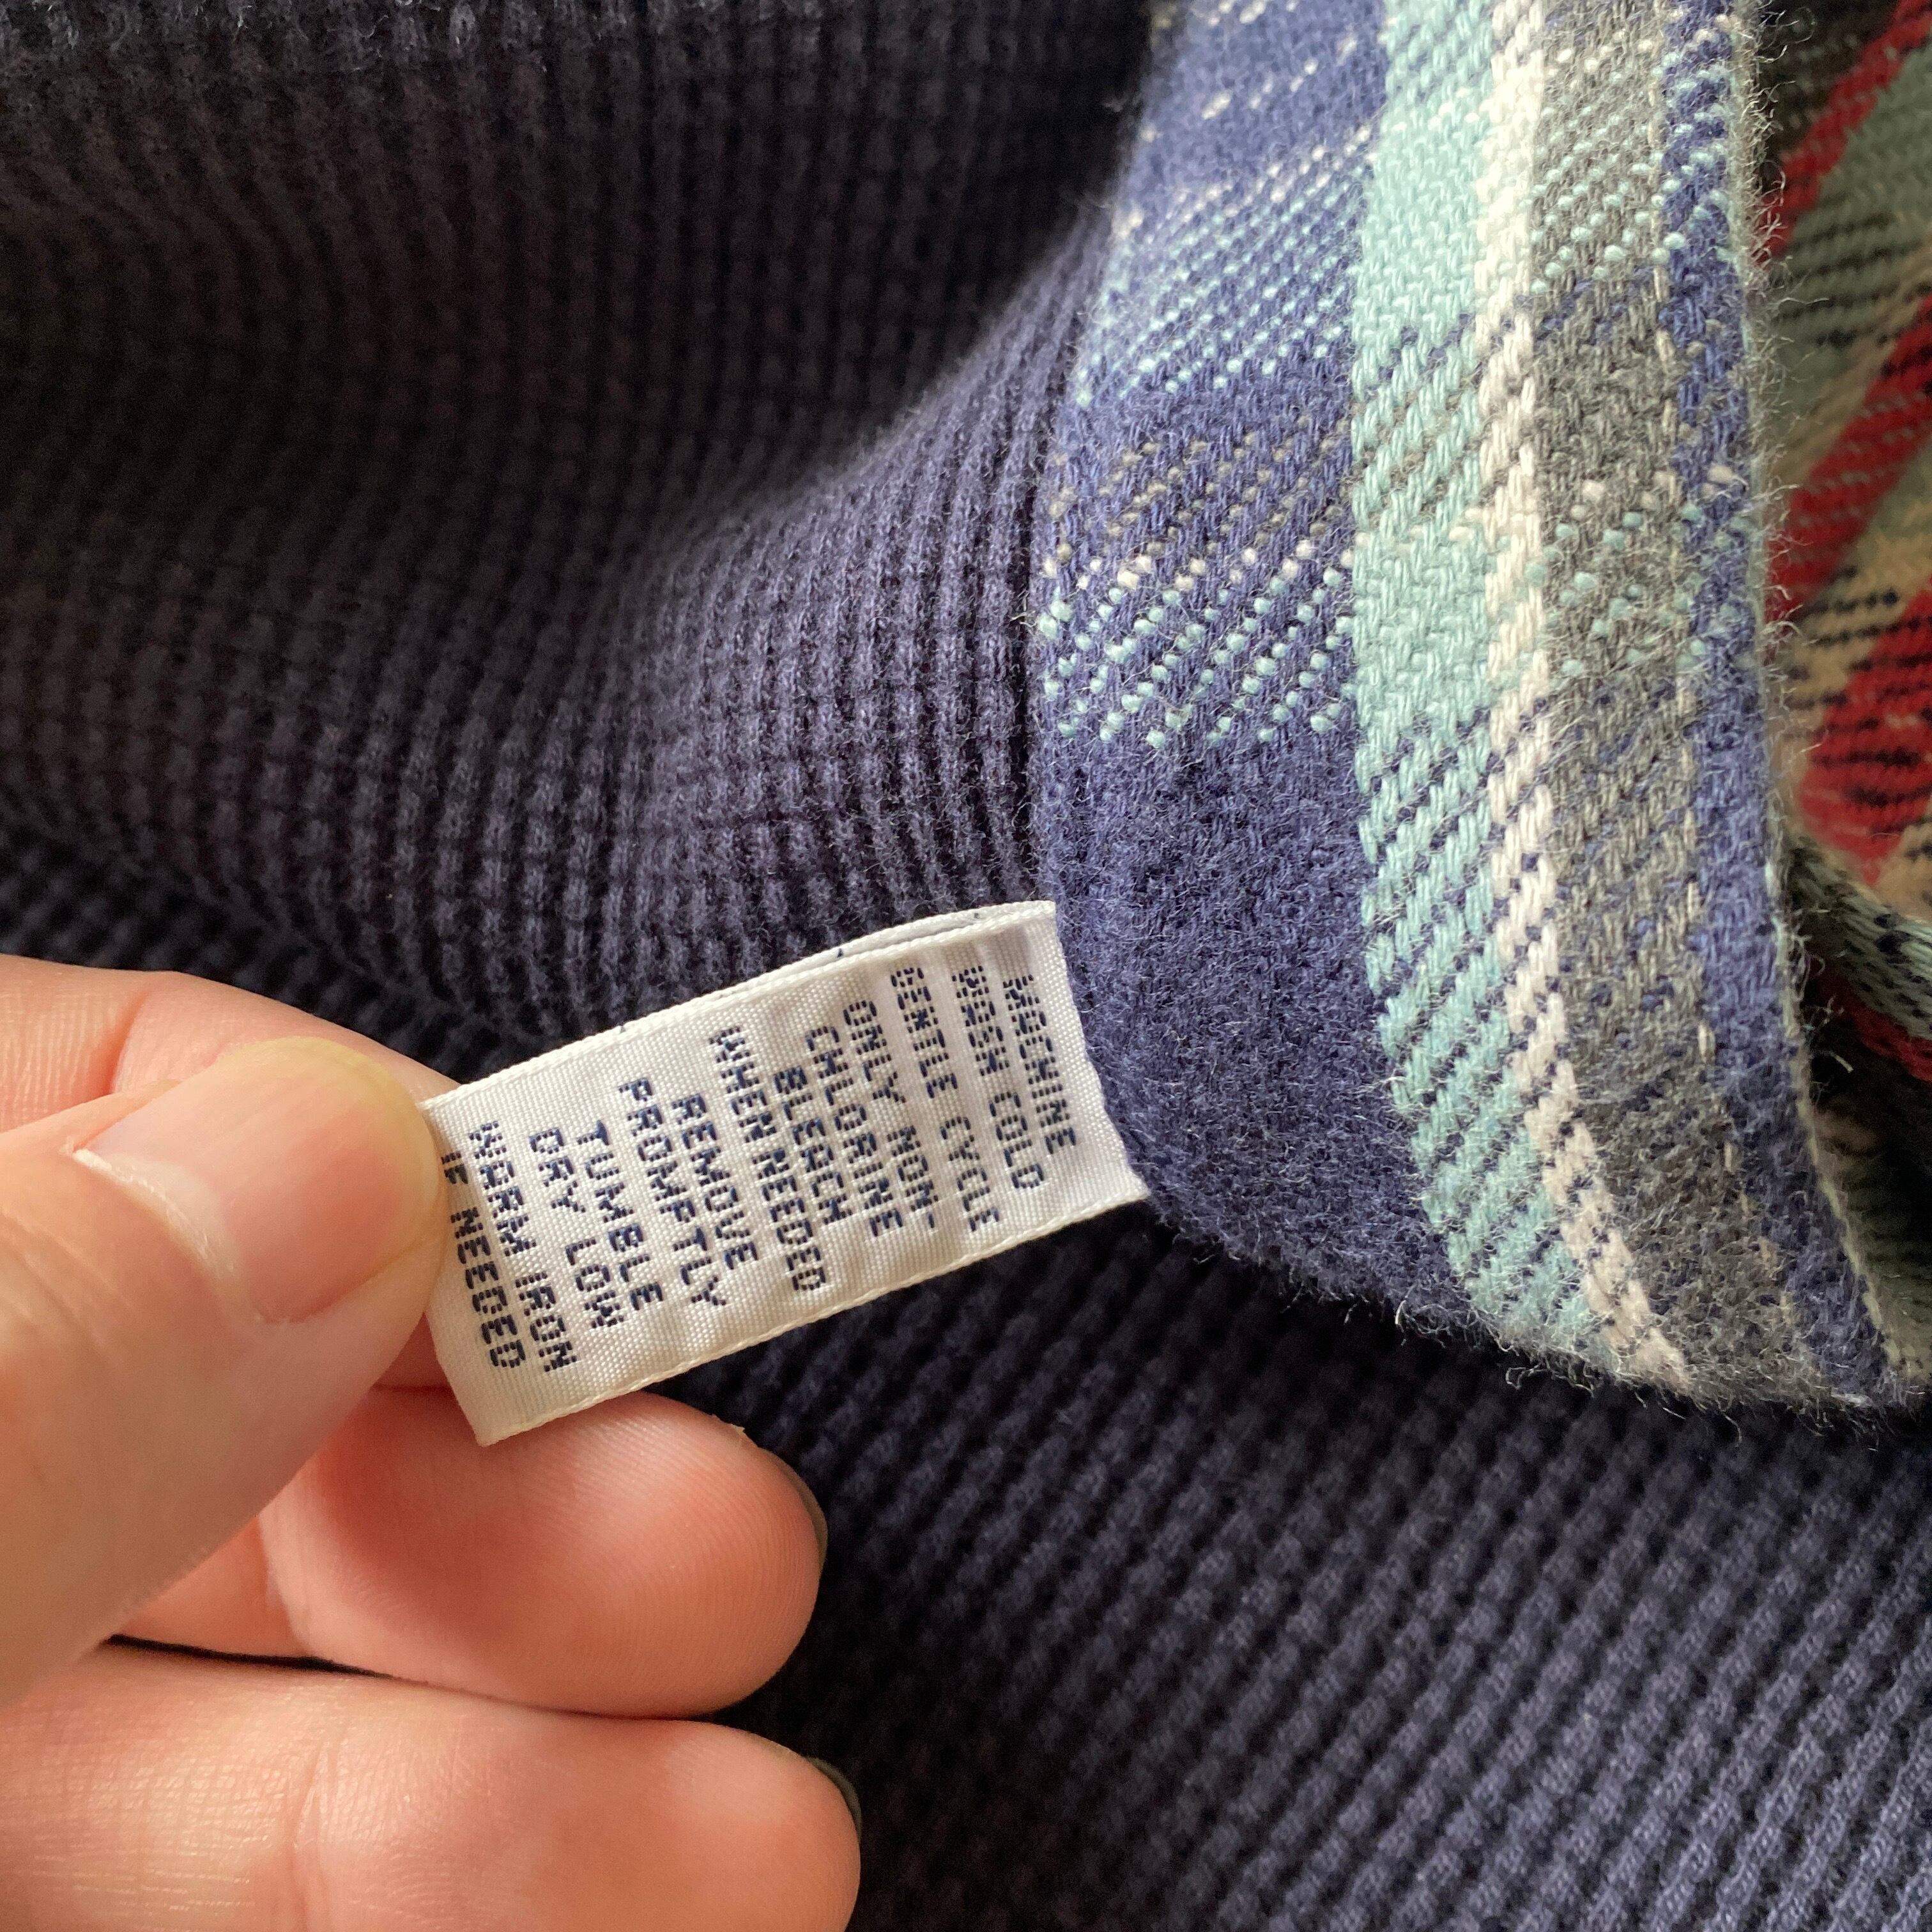 MACHINE
WASH COLD
GENTLE CYCLE
ONLY NON-
CHLORINE
BLEACH
WHEN NEEDED
REMOVE
PROMPTLY
TUMBLE
DRY LOW
WARM IRON
IF NEEDED